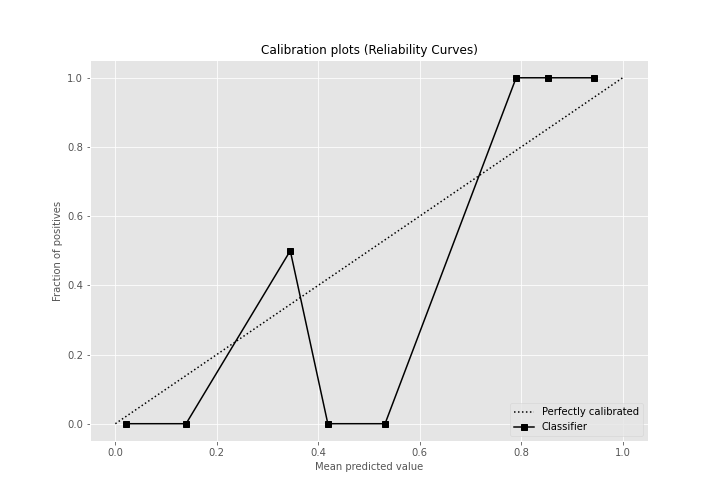 Calibration plots (Reliability Curves)
1.0
0.8
0.6
0.4
0.2
0.0
Fraction of positives
0.0 0.2 0.4 0.6 0.8 1.0
Mean predicted value
Perfectly calibrated
Classifier